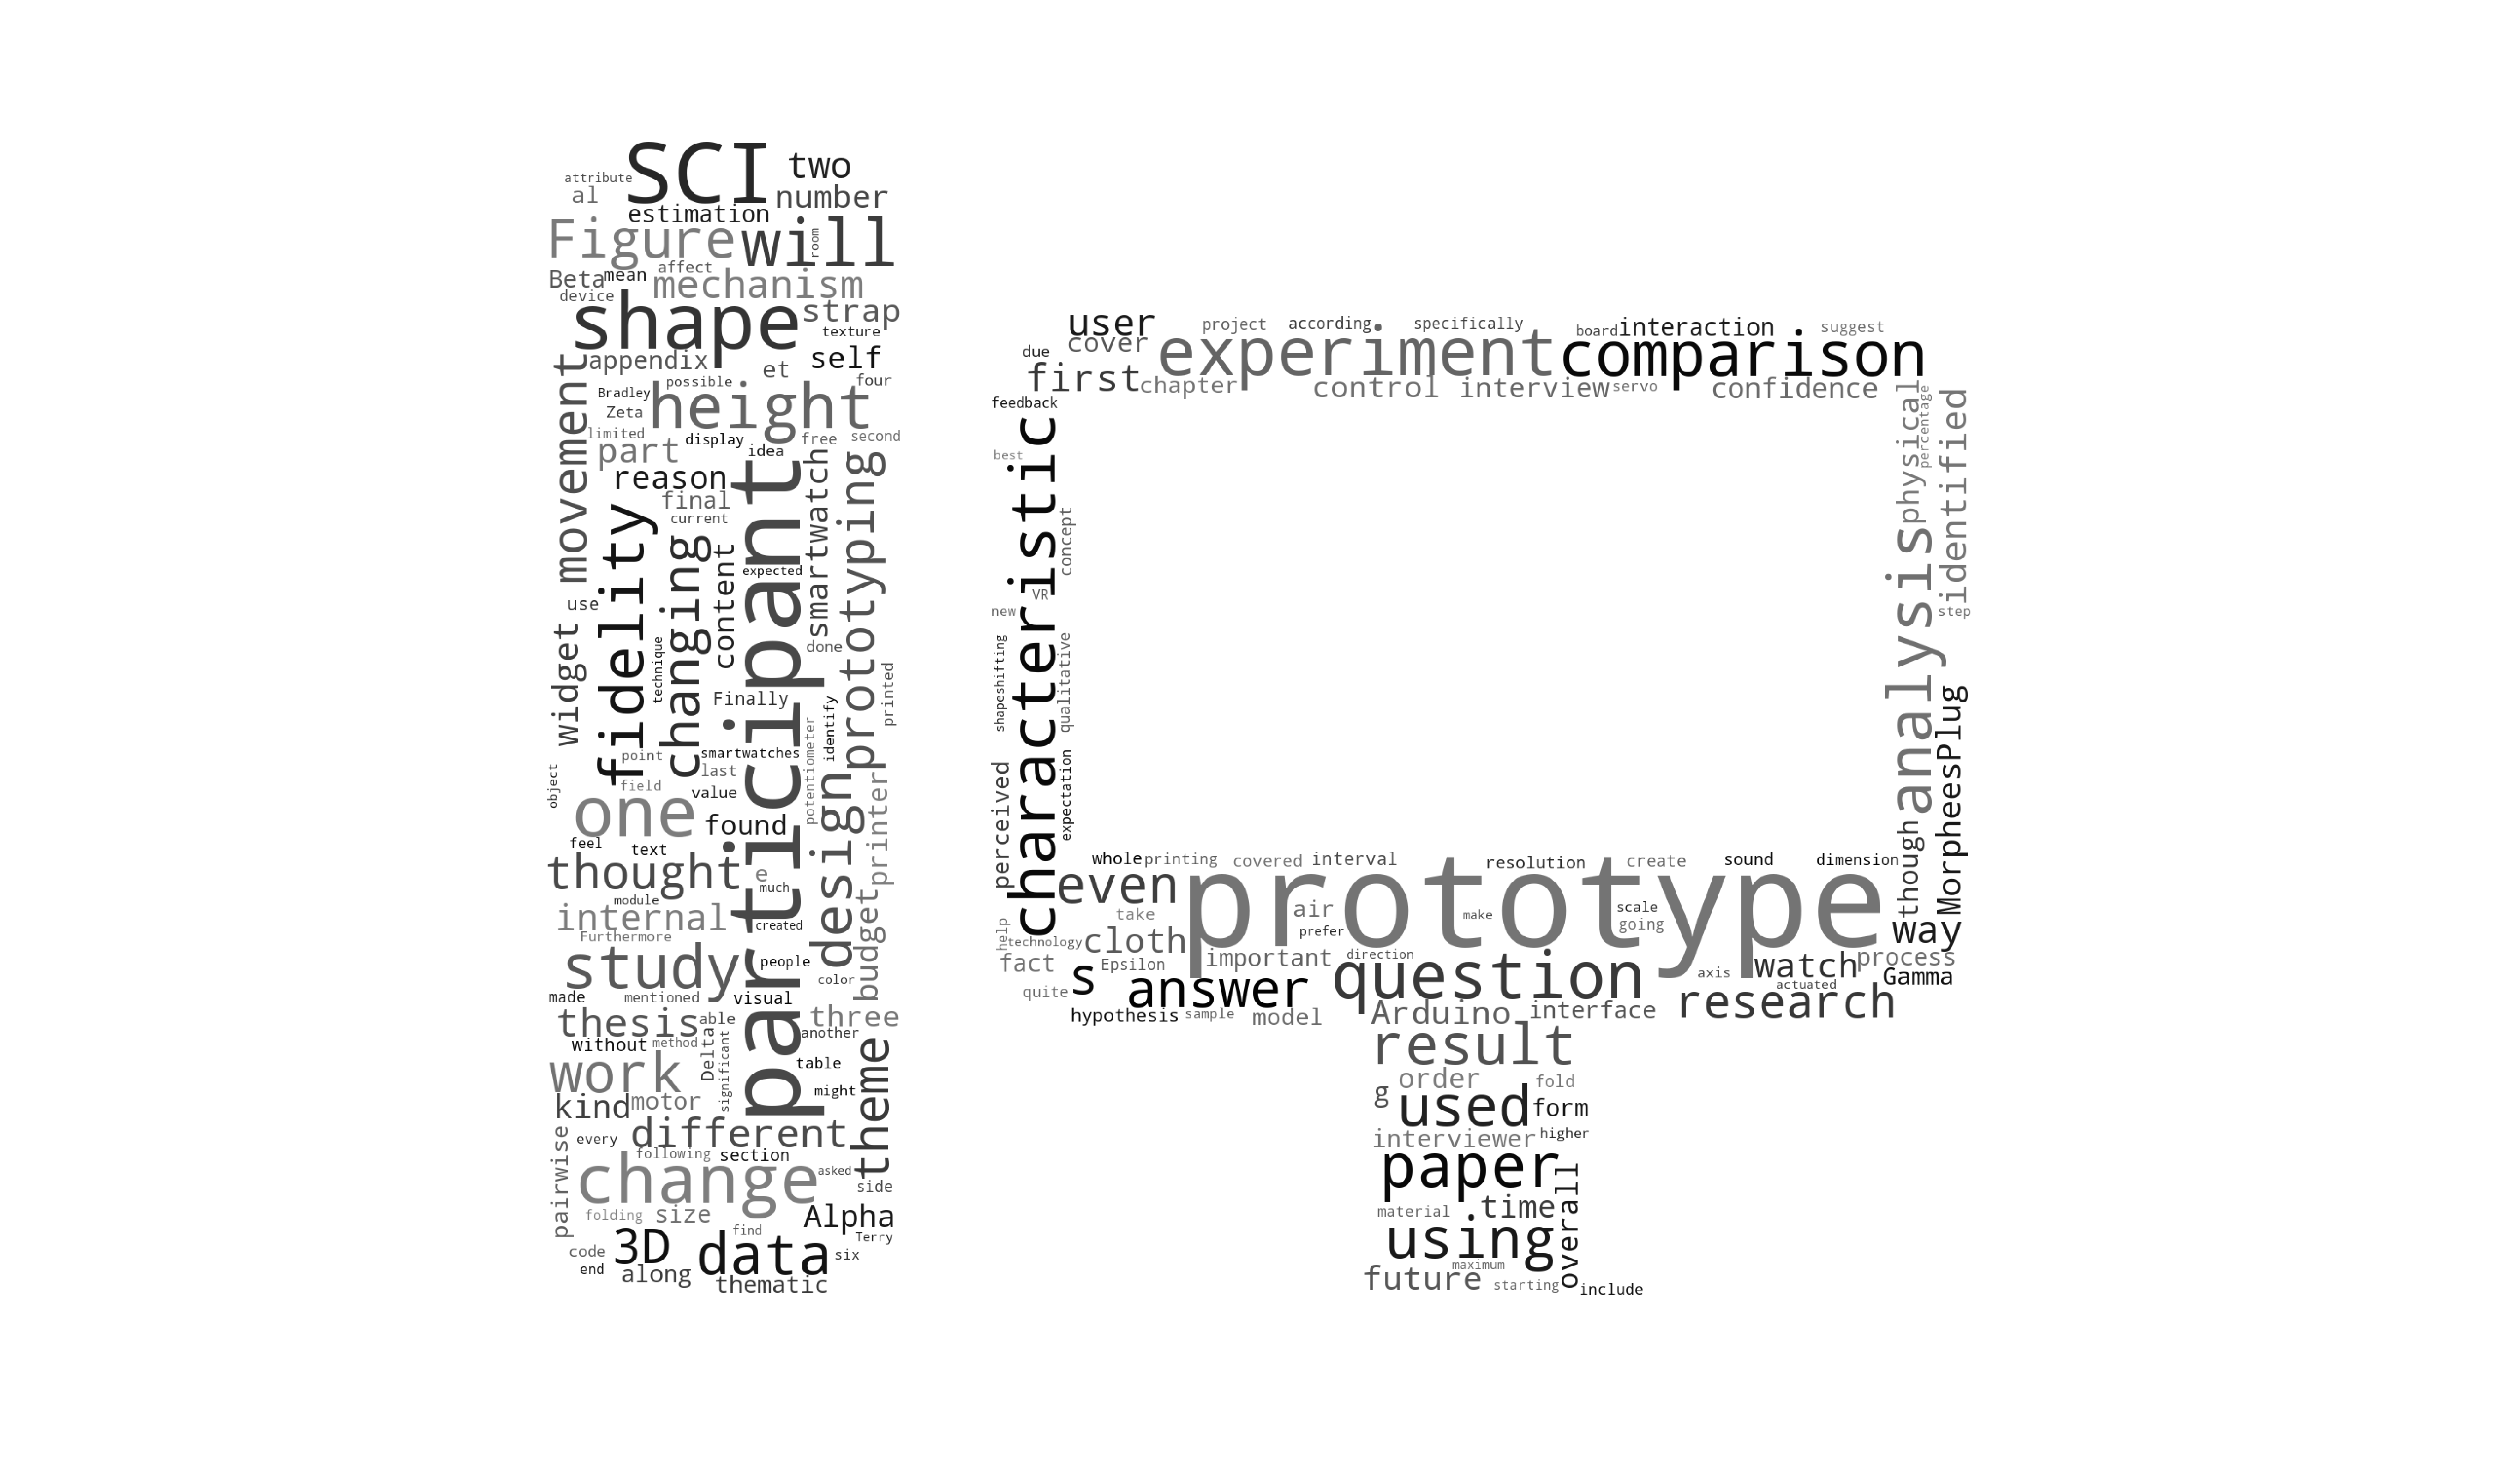 SCI
two
attribute
al
number
estimation
Figure
will
room
Beta
mean
affect
mechanism
device
shape
strap
texture
appendix
et
self
movement
Bradley
possible
four
Zeta
height
limited
part
display
free
second
idea
reason
final
current
fidelity
changing
content
participant
smartwatch
prototyping
expected
use
widget
technique
done
Finally
printed
identify
potentiometer
point
smartwatches
last
object
field
value
one
found
design
printer
feel
text
thought
e
much
module
internal
created
budget
Furthermore
study
people
color
made
mentioned
visual
thesis
able
three
another
without
method
Delta
significant
table
theme
work
might
kind
motor
different
every
following
section
pairwise
change
asked
side
folding
size
Alpha
find
Terry
code
3D
data
six
end
along
thematic
user
project
according
specifically
board
interaction
suggest
due
cover
experiment
comparison
first
chapter
control
interview
servo
confidence
feedback
characteristic
best
concept
VR
new
shapeshifting
qualitative
perceived
expectation
physical
percentage
identified
analysis
step
MorpheesPlug
though
whole
printing
covered
interval
resolution
create
sound
dimension
even
prototype
take
air
make
scale
going
prefer
help
technology
cloth
way
fact
Epsilon
important
direction
question
axis
watch
process
Gamma
quite
s
answer
actuated
research
hypothesis
sample
model
Arduino
interface
result
order
fold
g
used
form
interviewer
higher
paper
overall
material
time
using
maximum
future
starting
include